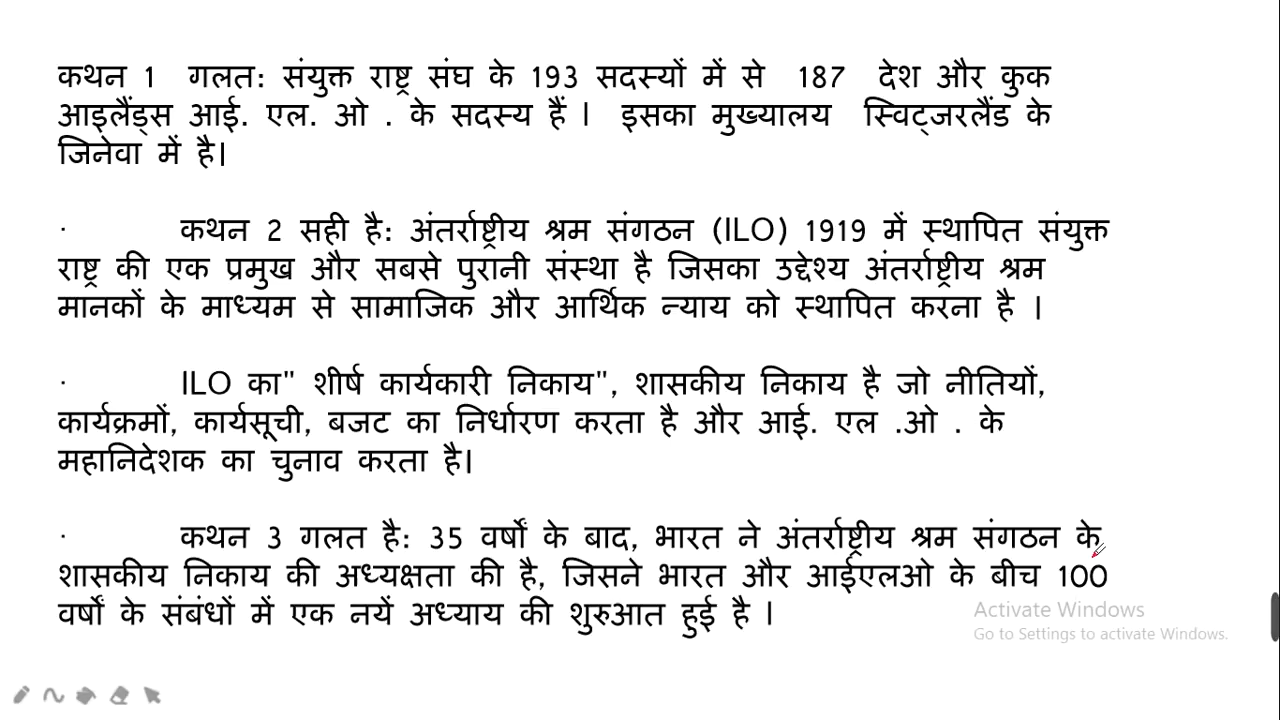 कथन 1 गलत: संयुक्त राष्ट्र संघ के 193 सदस्यों में से 187 देश और कुक
आइलैंड्स आई. एल. ओ . के सदस्य हैं | इसका मुख्यालय स्विट्जरलैंड के
जिनेवा में है।
· कथन 2 सही है: अंतर्राष्ट्रीय श्रम संगठन (ILO) 1919 में स्थापित संयुक्त
राष्ट्र की एक प्रमुख और सबसे पुरानी संस्था है जिसका उद्देश्य अंतर्राष्ट्रीय श्रम
मानकों के माध्यम से सामाजिक और आर्थिक न्याय को स्थापित करना है |
· ILO का" शीर्ष कार्यकारी निकाय", शासकीय निकाय है जो नीतियों,
कार्यक्रमों, कार्यसूची, बजट का निर्धारण करता है और आई. एल .ओ . के
महानिदेशक का चुनाव करता है।
· कथन 3 गलत है: 35 वर्षों के बाद, भारत ने अंतर्राष्ट्रीय श्रम संगठन के
शासकीय निकाय की अध्यक्षता की है, जिसने भारत और आईएलओ के बीच 100
वर्षों के संबंधों में एक नयें अध्याय की शुरुआत हुई है |
Activate Windows
Go to Settings to activate Windows.